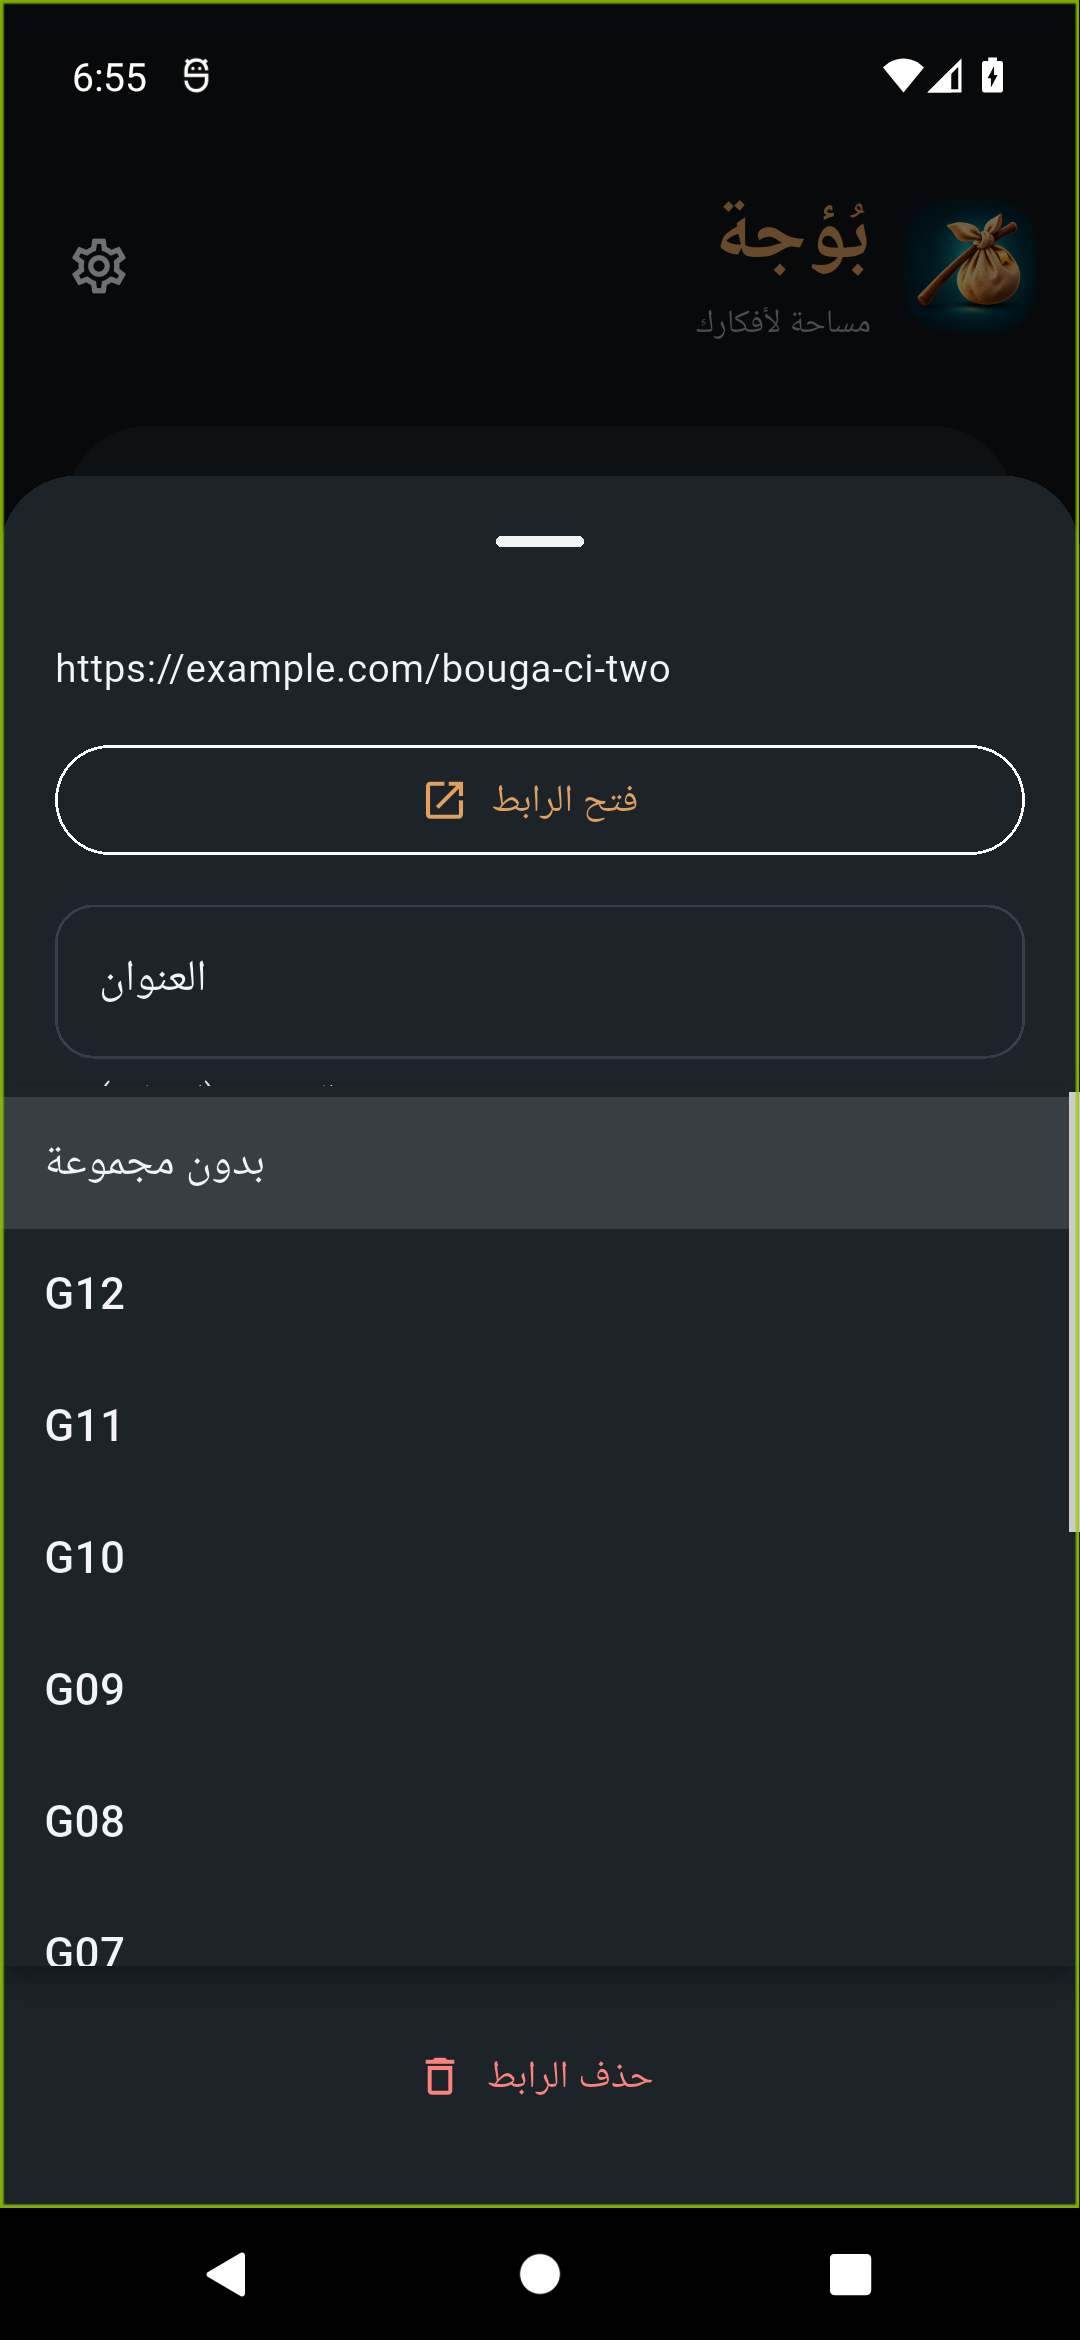 6:55
بُؤجة
مساحة لأفكارك
https://example.com/bouga-ci-two
فتح الرابط
العنوان
بدون مجموعة
G12
G11
G10
G09
G08
G07
حذف الرابط